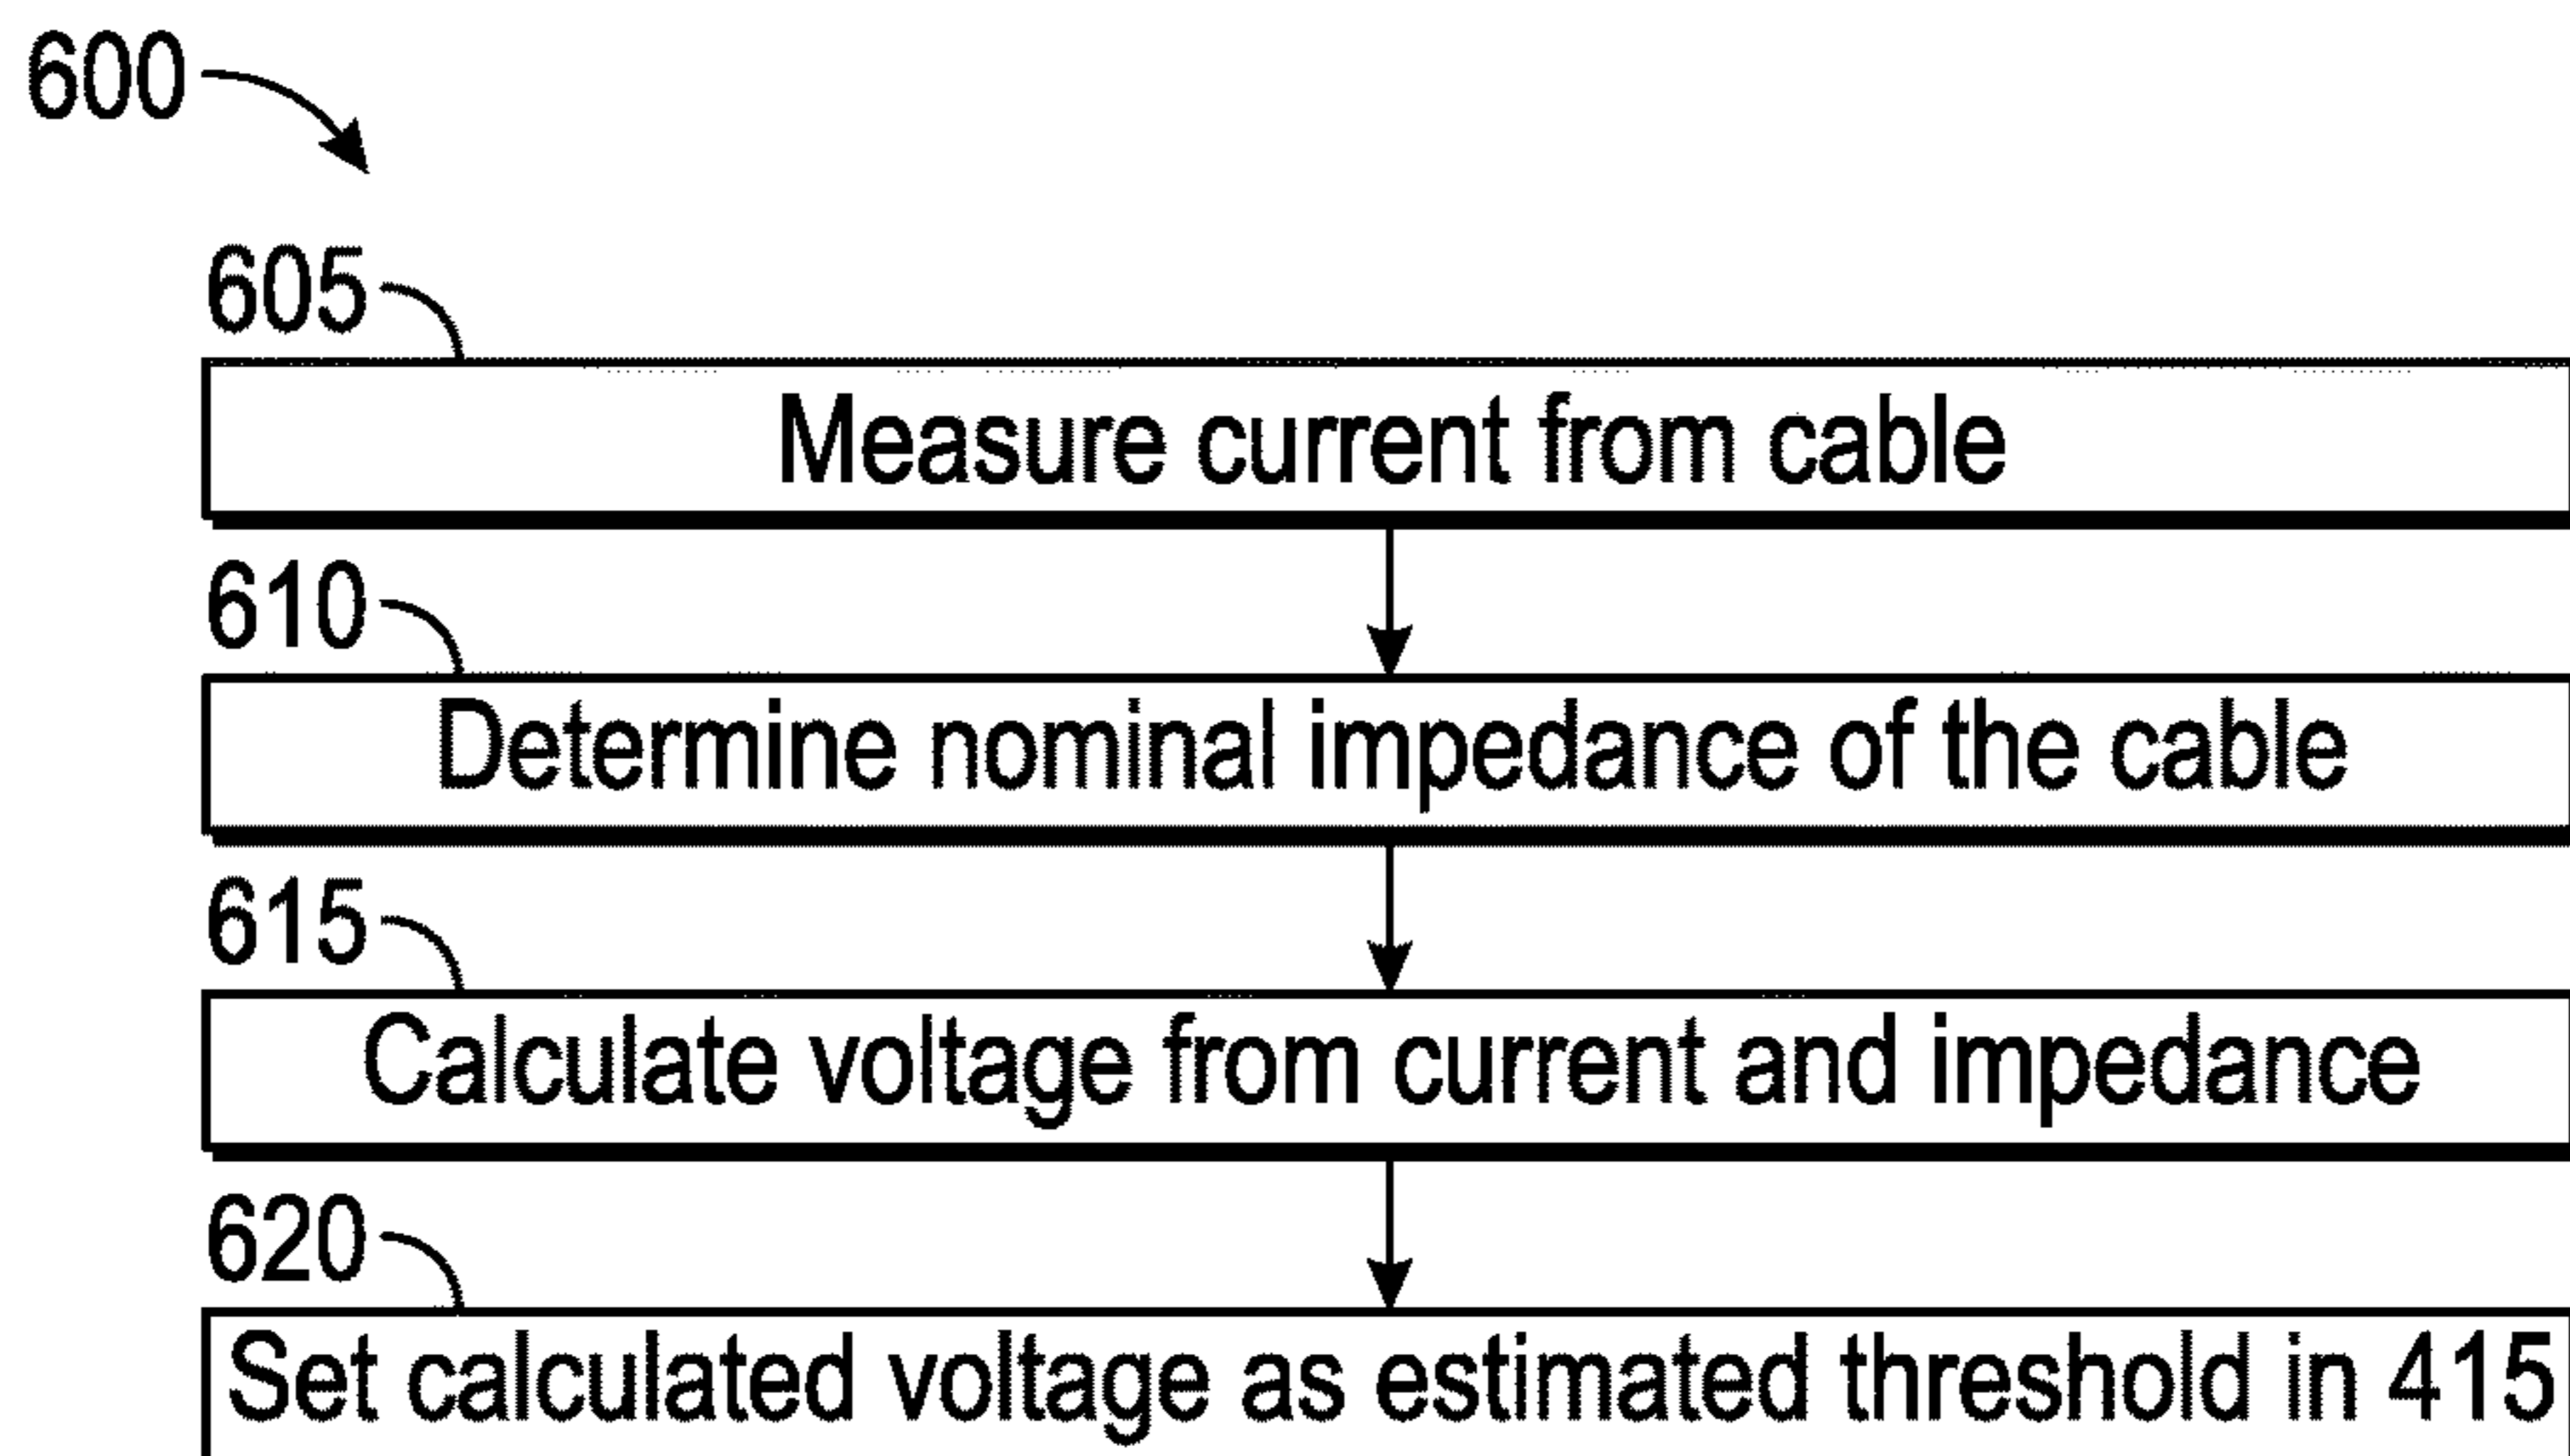 600
605
Measure current from cable
610
Determine nominal impedance of the cable
615
Calculate voltage from current and impedance
620
Set calculated voltage as estimated threshold in 415